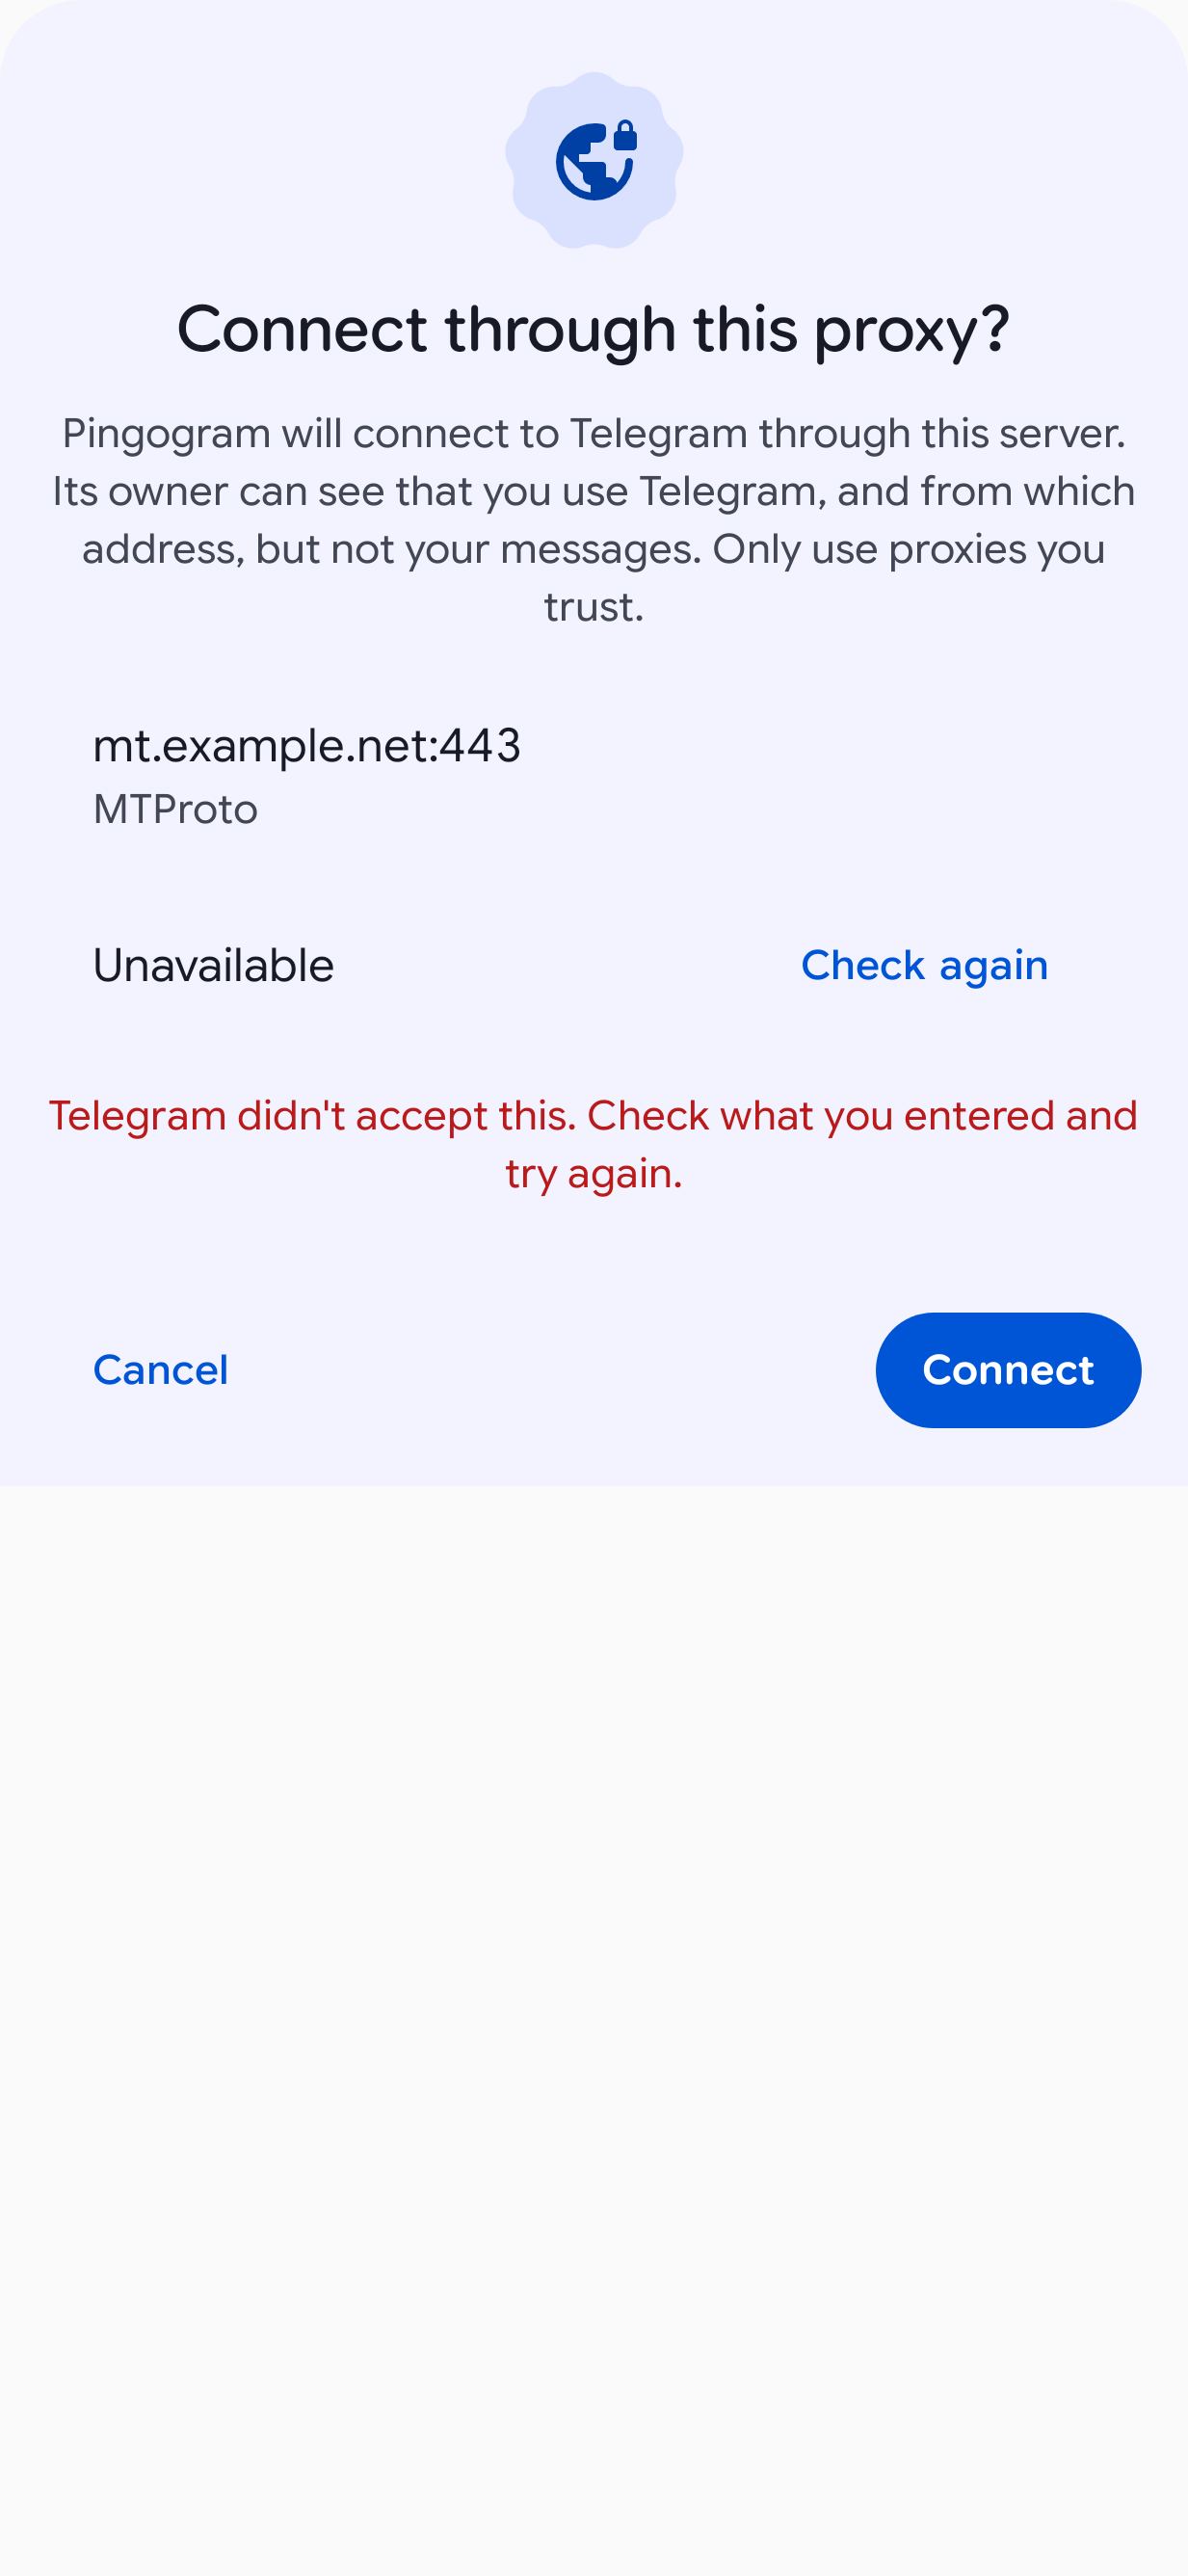 Connect through this proxy?
Pingogram will connect to Telegram through this server.
Its owner can see that you use Telegram, and from which
address, but not your messages. Only use proxies you
trust.
mt.example.net:443
MTProto
Unavailable
Check again
Telegram didn't accept this. Check what you entered and
try again.
Cancel
Connect